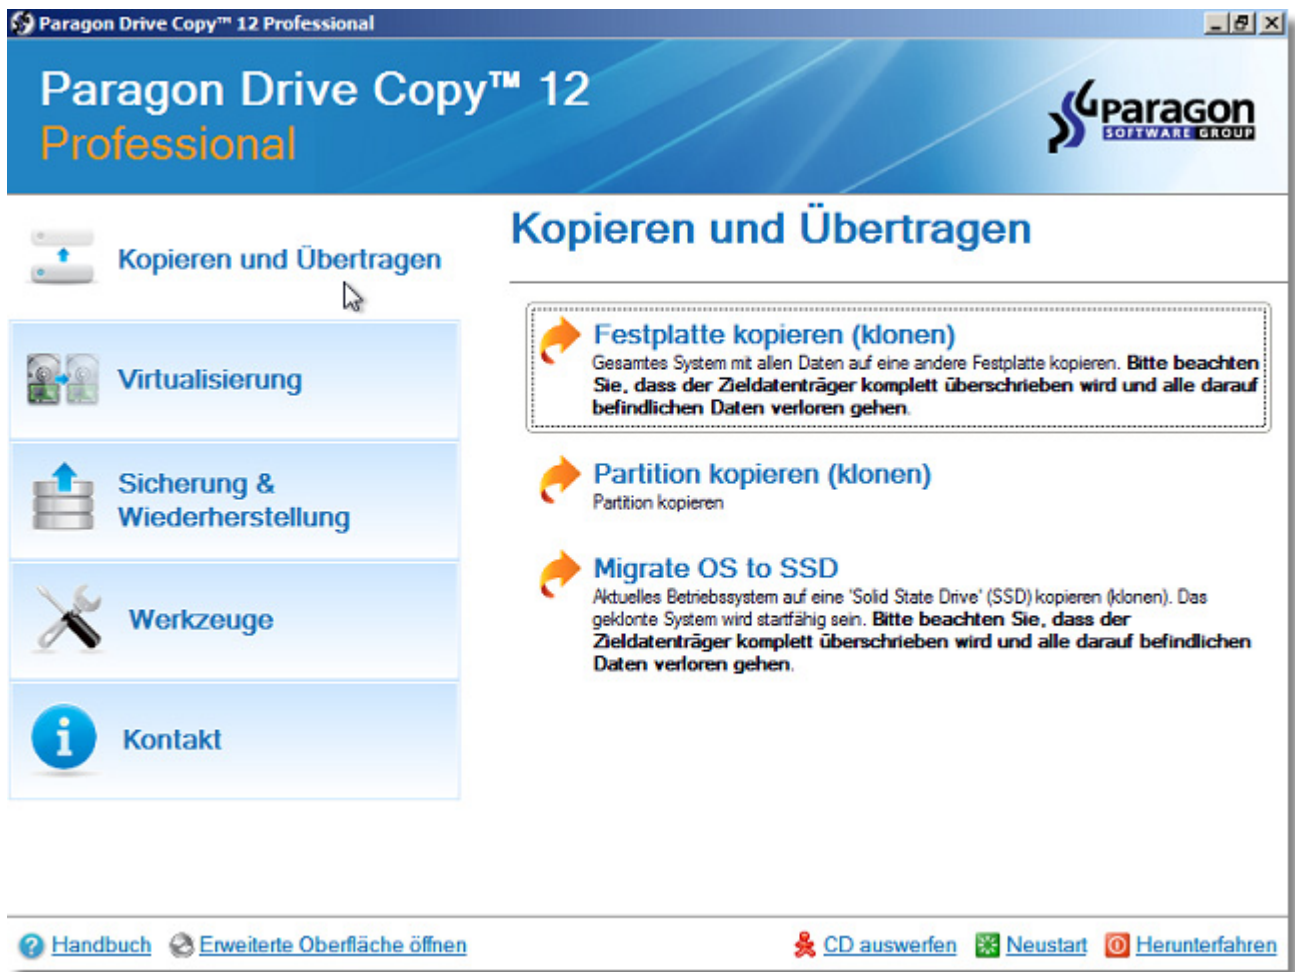 Paragon Drive Copy™ 12 Professional
Paragon Drive Copy™ 12
Professional
Paragon
SOFTWARE GROUP
Kopieren und Übertragen
Virtualisierung
Sicherung &
Wiederherstellung
Werkzeuge
Kontakt
Kopieren und Übertragen
Festplatte kopieren (klonen)
Gesamtes System mit allen Daten auf eine andere Festplatte kopieren. Bitte beachten
Sie, dass der Zieldatenträger komplett überschrieben wird und alle darauf
befindlichen Daten verloren gehen.
Partition kopieren (klonen)
Partition kopieren
Migrate OS to SSD
Aktuelles Betriebssystem auf eine 'Solid State Drive' (SSD) kopieren (klonen). Das
geklonte System wird startfähig sein. Bitte beachten Sie, dass der
Zieldatenträger komplett überschrieben wird und alle darauf befindlichen
Daten verloren gehen.
Handbuch Erweiterte Oberfläche öffnen CD auswerfen Neustart Herunterfahren